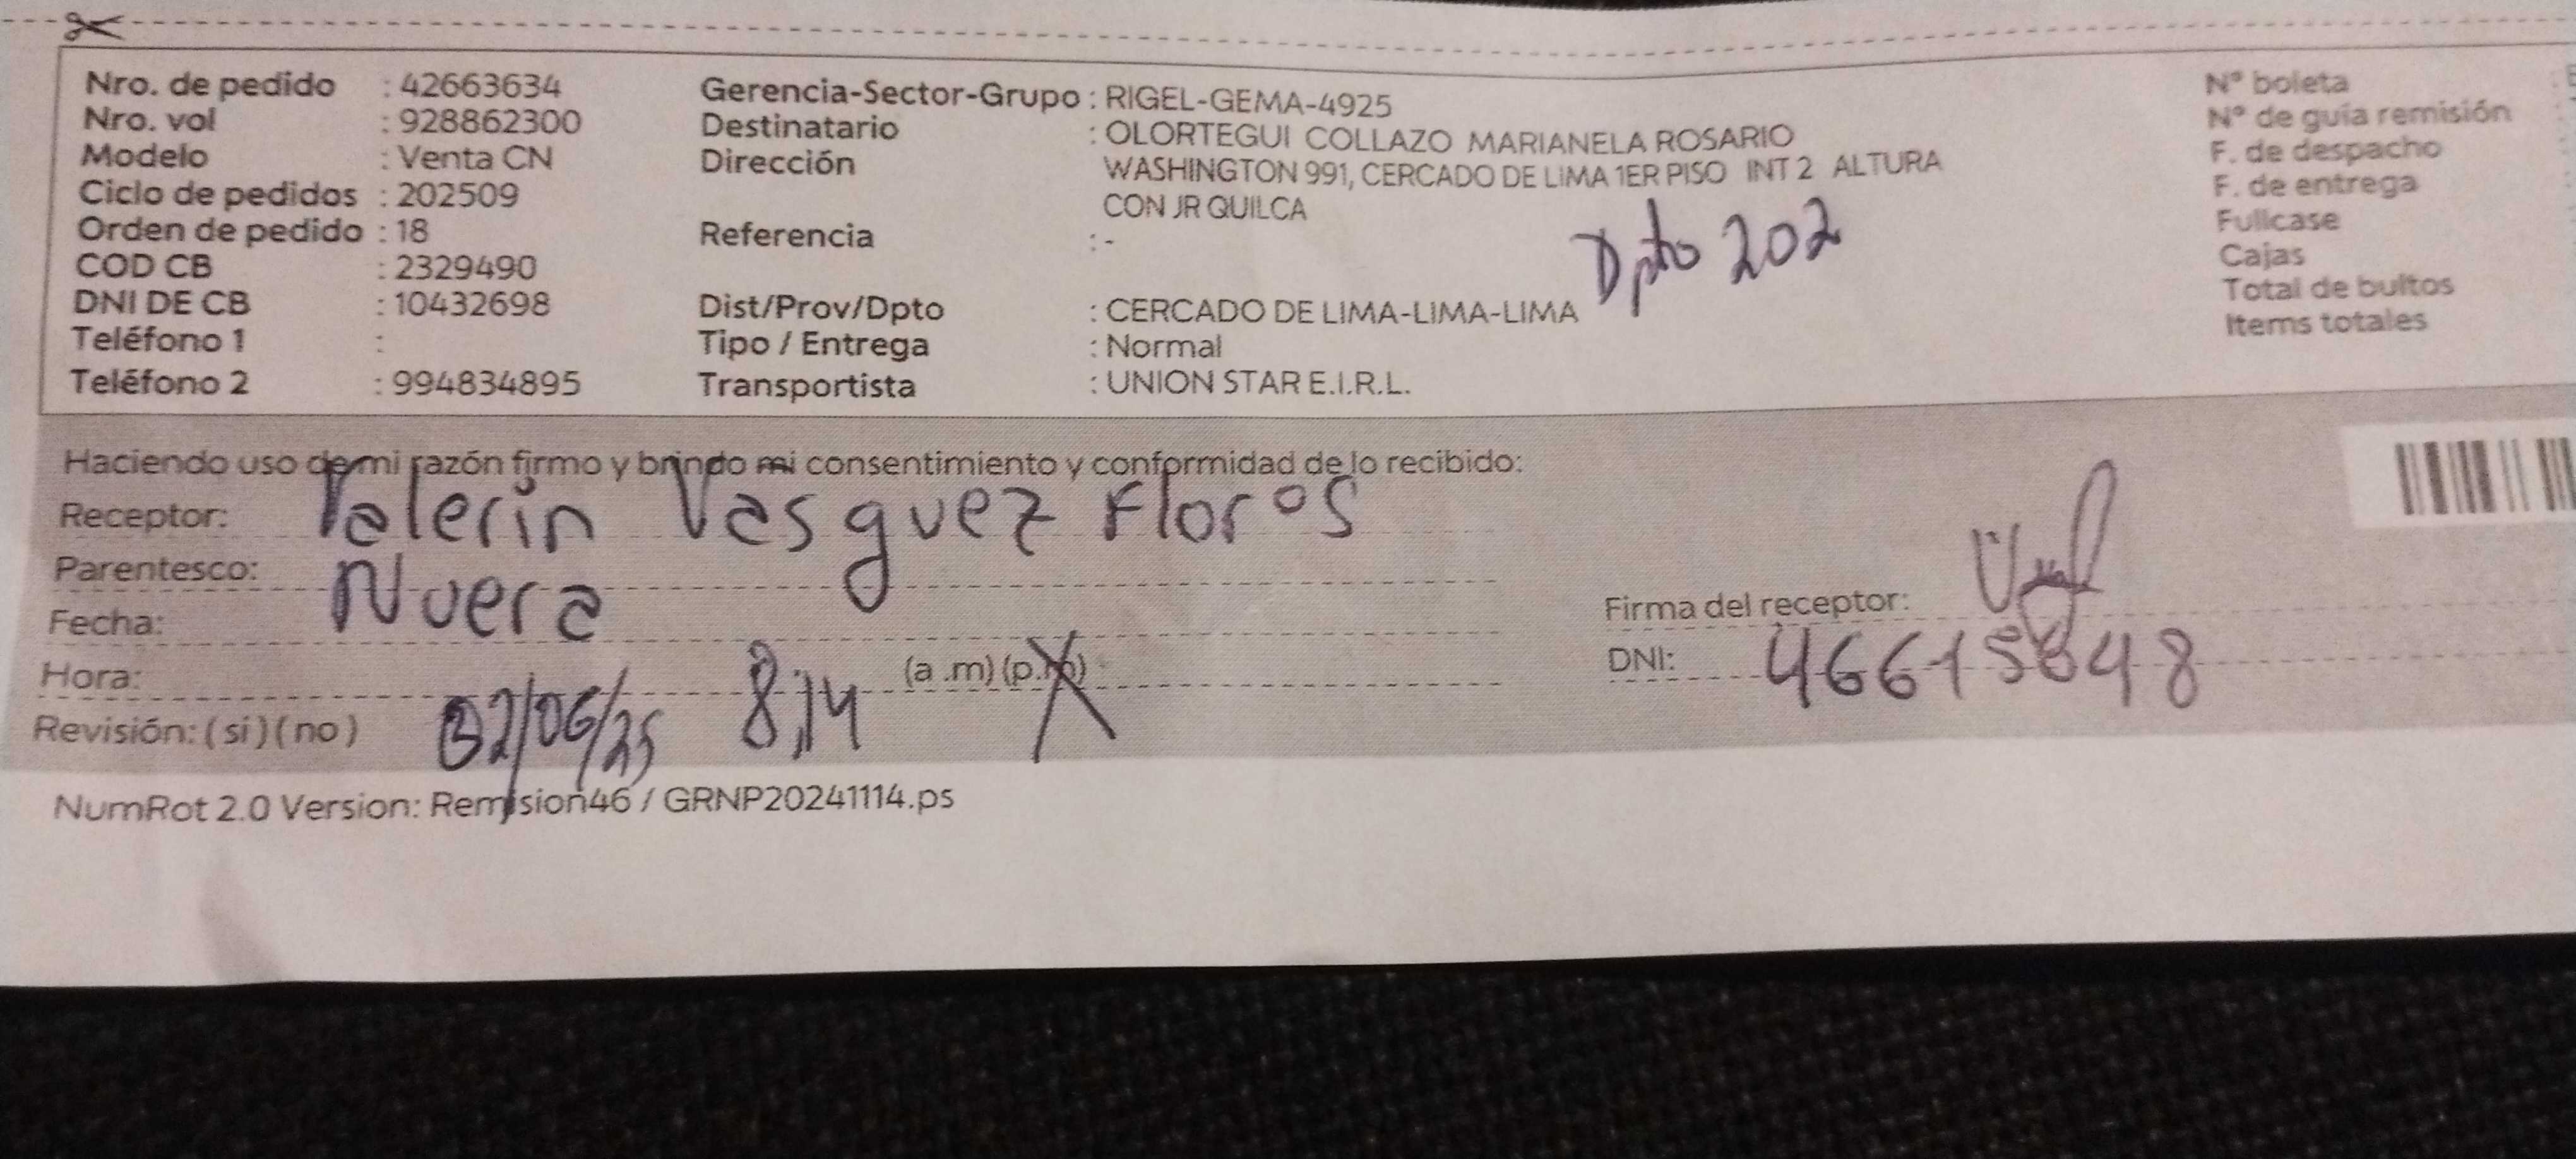 Nro. de pedido : 42663634 Gerencia-Sector-Grupo : RIGEL-GEMA-4925 N° boleta
Nro. vol : 928862300 Destinatario : OLORTEGUI COLLAZO MARIANELA ROSARIO N° de guía remisión
Modelo : Venta CN Dirección WASHINGTON 991, CERCADO DE LIMA 1ER PISO INT 2 ALTURA F. de despacho
Ciclo de pedidos : 202509 CON JR QUILCA F. de entrega
Orden de pedido : 18 Referencia : - Dpto 202 Fullcase
COD CB : 2329490 Cajas
DNI DE CB : 10432698 Dist/Prov/Dpto : CERCADO DE LIMA-LIMA-LIMA Total de bultos
Teléfono 1 : Tipo / Entrega : Normal Items totales
Teléfono 2 : 994834895 Transportista : UNION STAR E.I.R.L.
Haciendo uso de mi razón firmo y brindo mi consentimiento y conformidad de lo recibido:
Receptor: Valerin Vasquez Flores
Parentesco: Nuera
Fecha: Firma del receptor:
Hora: (a .m) (p.m) DNI:
Revisión: ( si ) ( no ) 02/06/25 8:14
NumRot 2.0 Version: Remision46 / GRNP20241114.ps